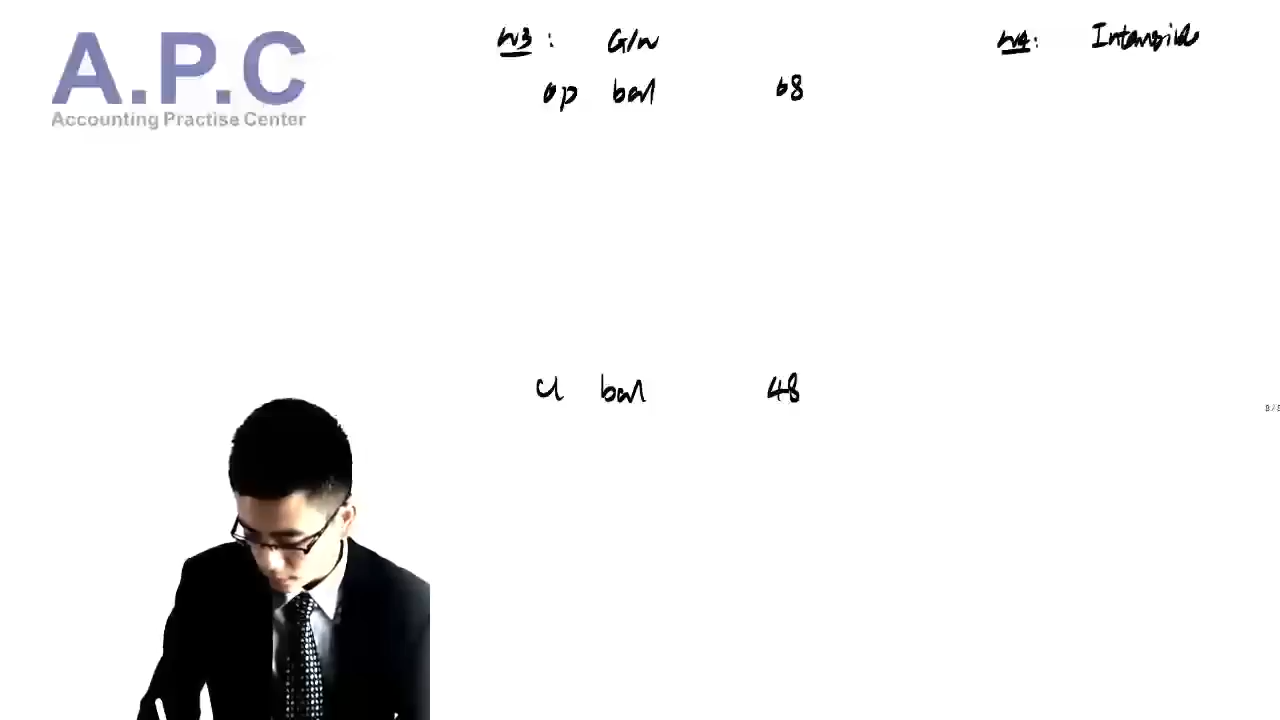 A.P.C
Accounting Practise Center
W3: G/W
op bal 68
cl bal 48
W4: Intangible